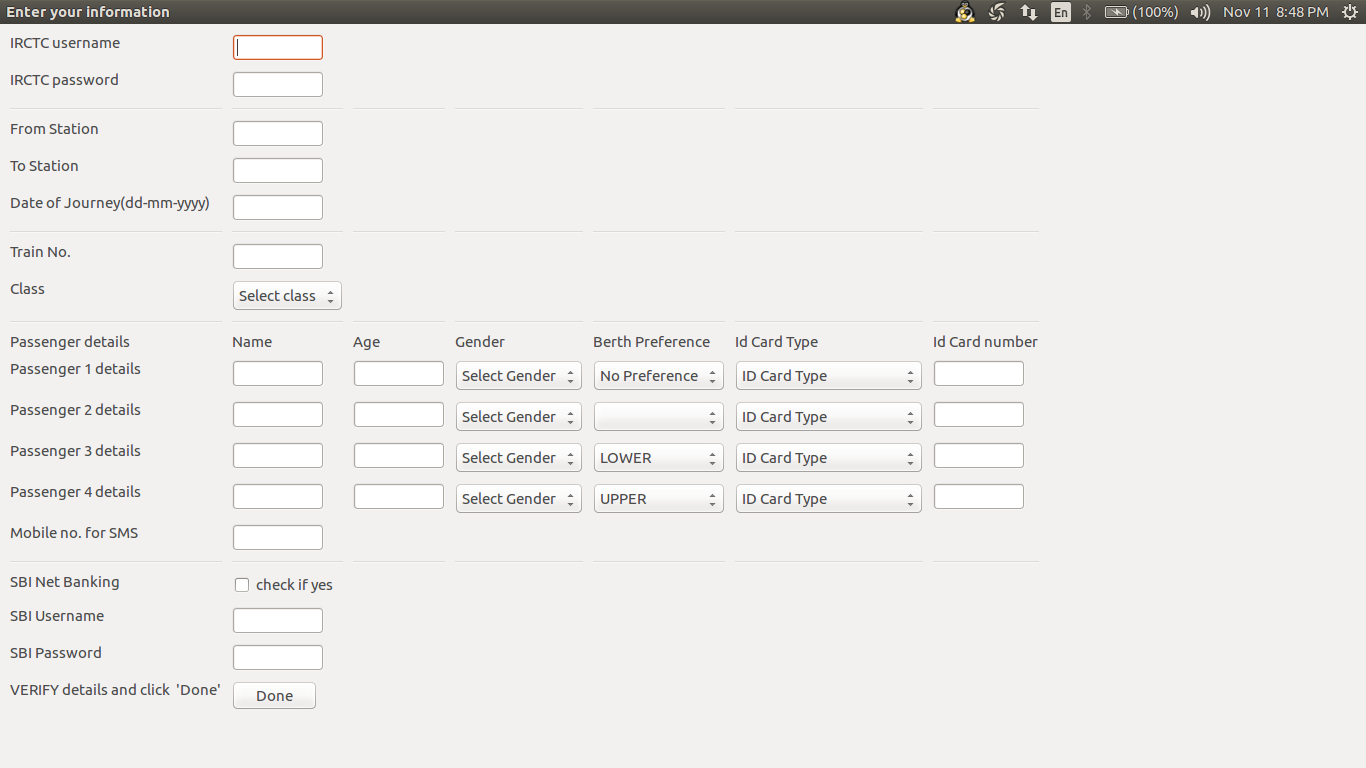 Enter your information En (100%) Nov 11 8:48 PM
IRCTC username
IRCTC password
From Station
To Station
Date of Journey(dd-mm-yyyy)
Train No.
Class Select class
Passenger details Name Age Gender Berth Preference Id Card Type Id Card number
Passenger 1 details Select Gender No Preference ID Card Type
Passenger 2 details Select Gender ID Card Type
Passenger 3 details Select Gender LOWER ID Card Type
Passenger 4 details Select Gender UPPER ID Card Type
Mobile no. for SMS
SBI Net Banking check if yes
SBI Username
SBI Password
VERIFY details and click 'Done' Done